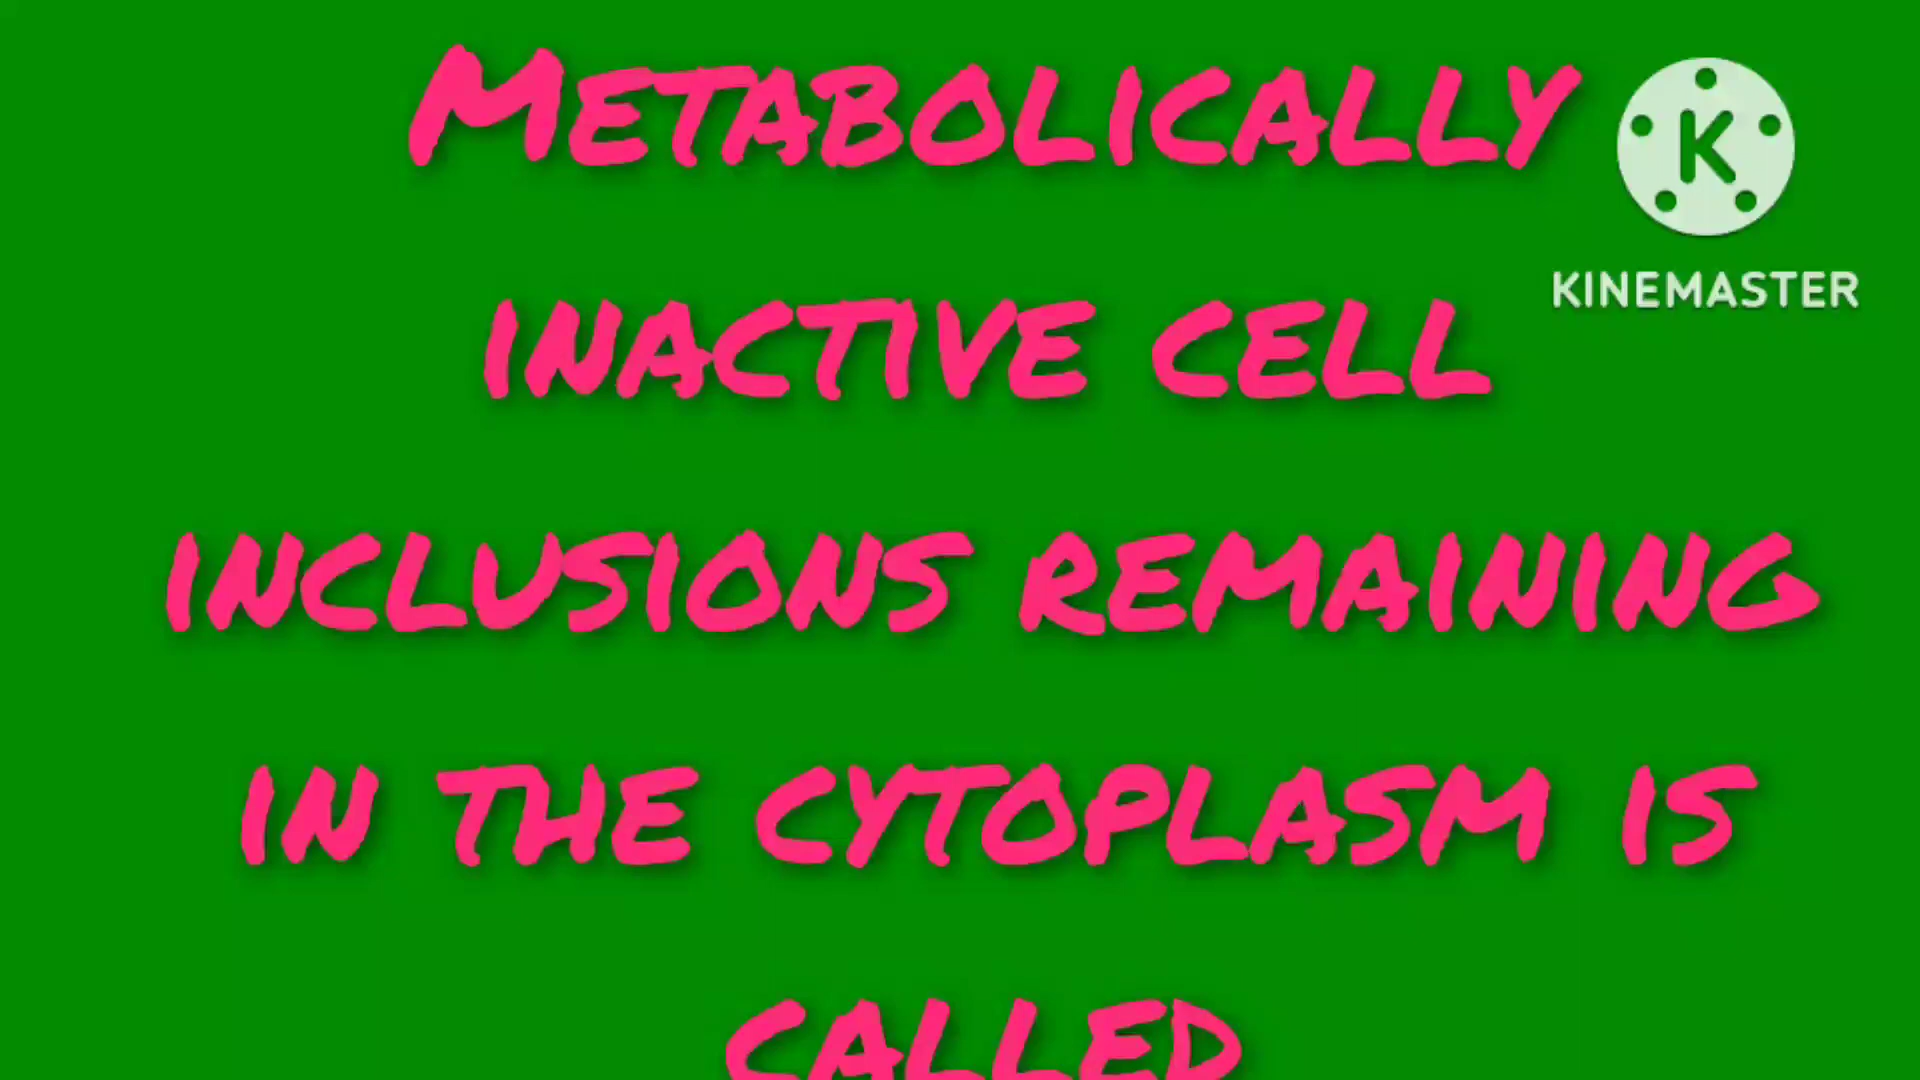 METABOLICALLY
INACTIVE CELL
INCLUSIONS REMAINING
IN THE CYTOPLASM IS
CALLED
K
KINEMASTER